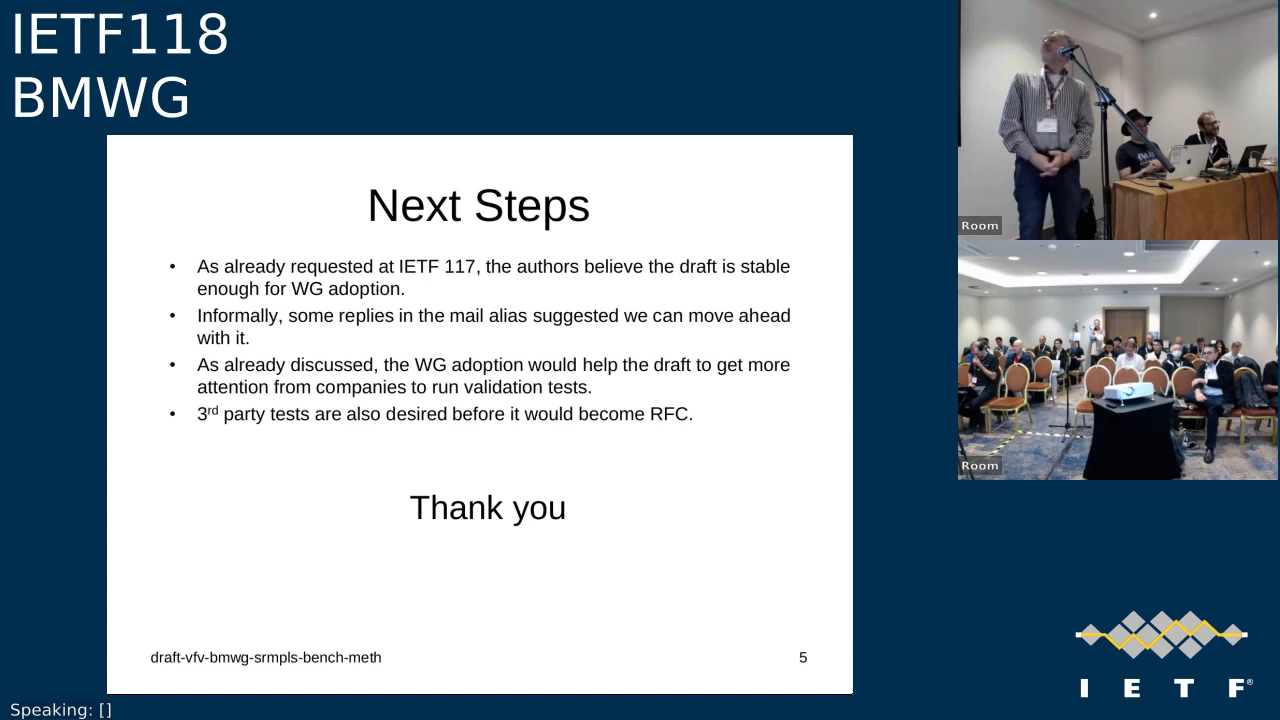 IETF118
BMWG
Next Steps
• As already requested at IETF 117, the authors believe the draft is stable
enough for WG adoption.
• Informally, some replies in the mail alias suggested we can move ahead
with it.
• As already discussed, the WG adoption would help the draft to get more
attention from companies to run validation tests.
• 3rd party tests are also desired before it would become RFC.
Thank you
draft-vfv-bmwg-srmpls-bench-meth
5
Room
Room
I E T F®
Speaking: []